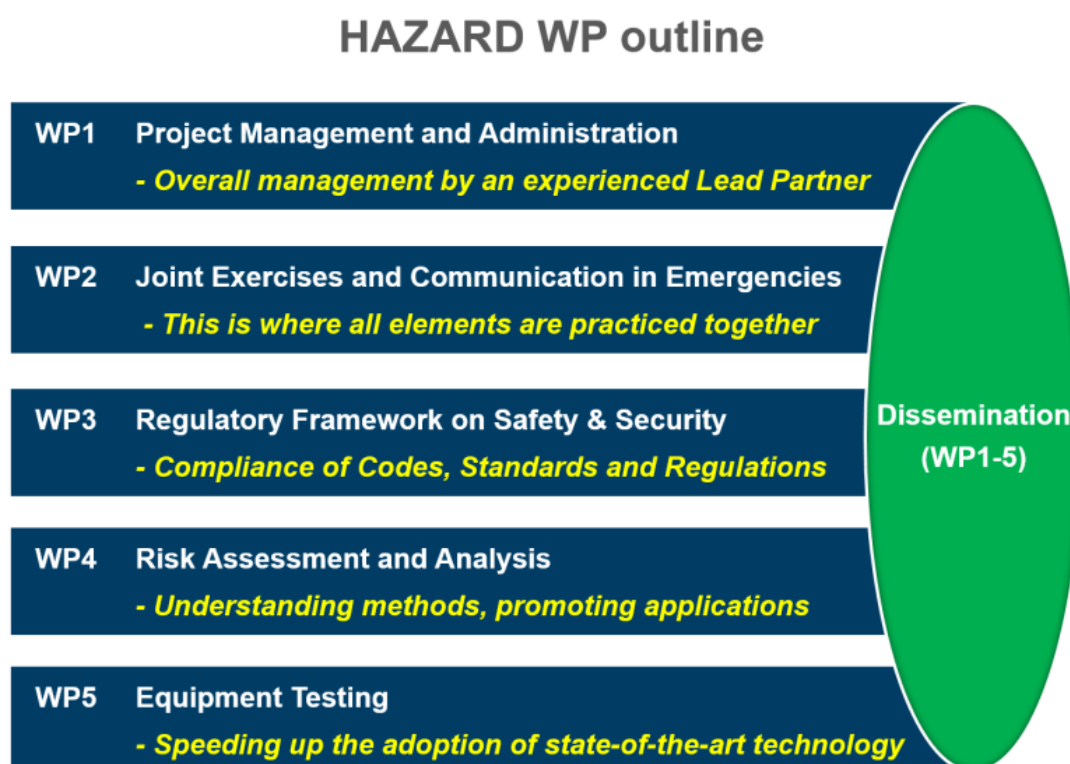 HAZARD WP outline
WP1 Project Management and Administration
- Overall management by an experienced Lead Partner
WP2 Joint Exercises and Communication in Emergencies
- This is where all elements are practiced together
WP3 Regulatory Framework on Safety & Security
- Compliance of Codes, Standards and Regulations
WP4 Risk Assessment and Analysis
- Understanding methods, promoting applications
WP5 Equipment Testing
- Speeding up the adoption of state-of-the-art technology
Dissemination
(WP1-5)